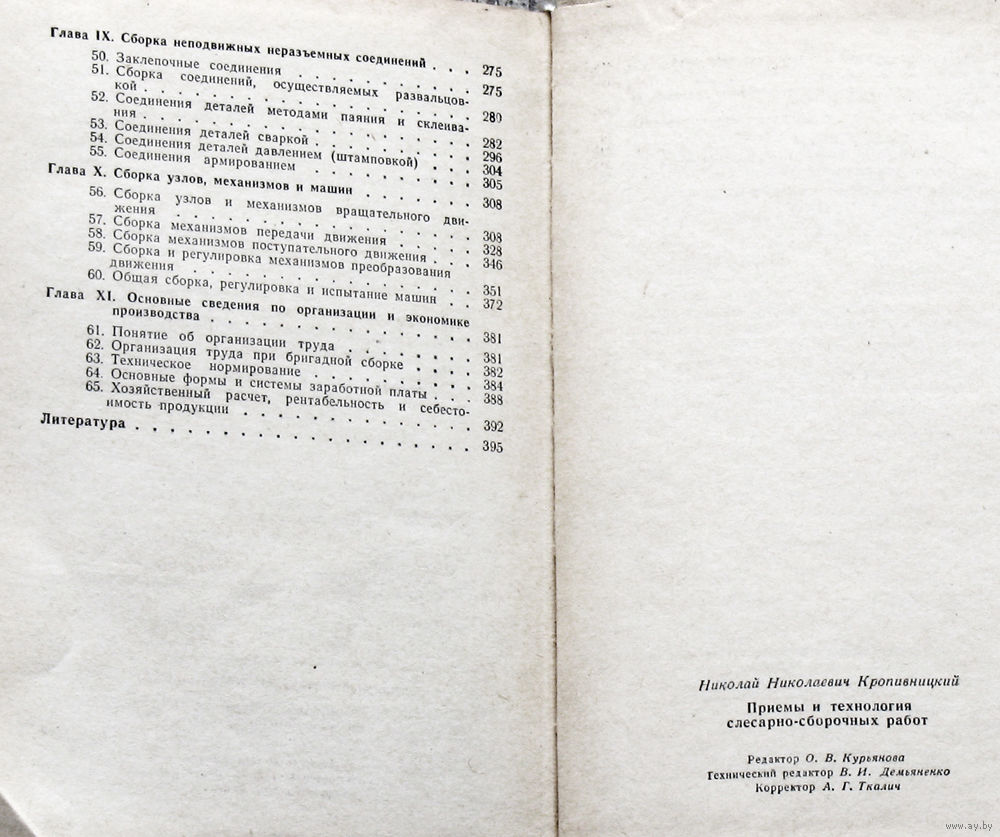 Глава IX. Сборка неподвижных неразъемных соединений . . . 275
50. Заклепочные соединения . . . . . . . . . . 275
51. Сборка соединений, осуществляемых развальцов-
кой . . . . . . . . . . . . . . . . . . 280
52. Соединения деталей методами паяния и склеива-
ния . . . . . . . . . . . . . . . . . . 282
53. Соединения деталей сваркой . . . . . . . . . 296
54. Соединения деталей давлением (штамповкой) . . . 304
55. Соединения армированием . . . . . . . . . 305
Глава X. Сборка узлов, механизмов и машин . . . . . . 308
56. Сборка узлов и механизмов вращательного дви-
жения . . . . . . . . . . . . . . . . . 308
57. Сборка механизмов передачи движения . . . . . 328
58. Сборка механизмов поступательного движения . . . 346
59. Сборка и регулировка механизмов преобразования
движения . . . . . . . . . . . . . . . . 351
60. Общая сборка, регулировка и испытание машин . . 372
Глава XI. Основные сведения по организации и экономике
производства . . . . . . . . . . . . . . . 381
61. Понятие об организации труда . . . . . . . . 381
62. Организация труда при бригадной сборке . . . . 382
63. Техническое нормирование . . . . . . . . . 384
64. Основные формы и системы заработной платы . . . 388
65. Хозяйственный расчет, рентабельность и себесто-
имость продукции . . . . . . . . . . . . . 392
Литература . . . . . . . . . . . . . . . . . . . 395
Николай Николаевич Кропивницкий
Приемы и технология
слесарно-сборочных работ
Редактор О. В. Курьянова
Технический редактор В. И. Демьяненко
Корректор А. Г. Ткалич
www.ay.by